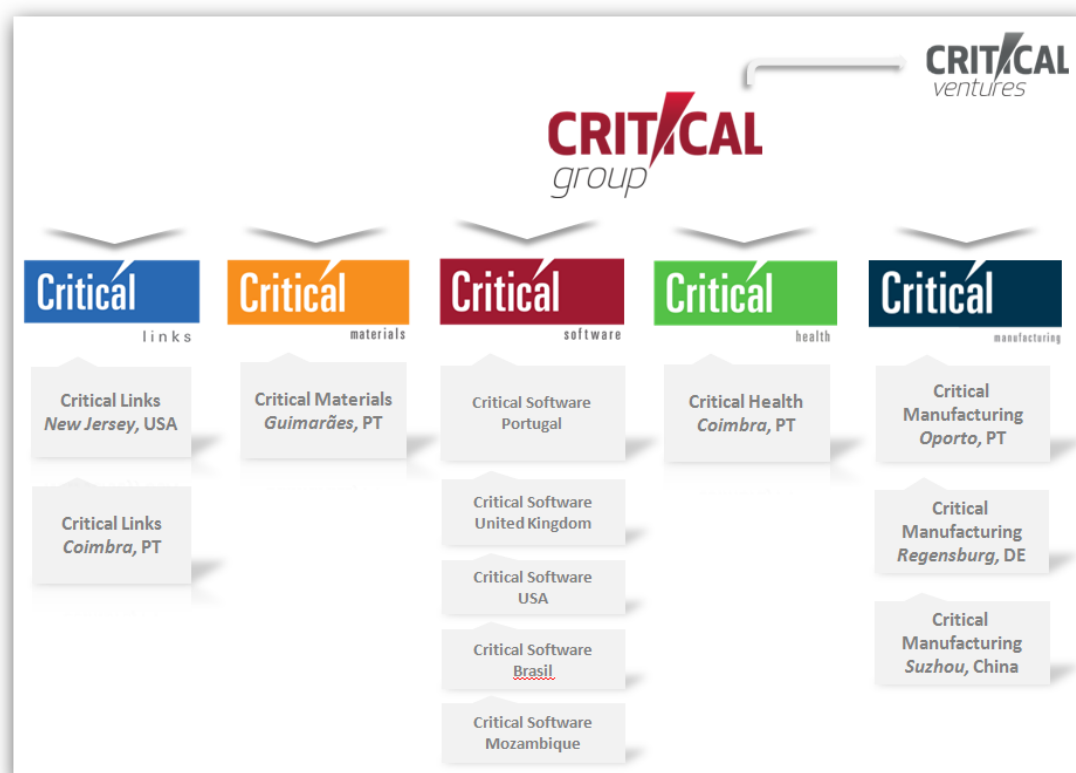 CRITICAL
ventures
CRITICAL
group
Critical
links
Critical
materials
Critical
software
Critical
health
Critical
manufacturing
Critical Links
New Jersey, USA
Critical Links
Coimbra, PT
Critical Materials
Guimarães, PT
Critical Software
Portugal
Critical Software
United Kingdom
Critical Software
USA
Critical Software
Brasil
Critical Software
Mozambique
Critical Health
Coimbra, PT
Critical
Manufacturing
Oporto, PT
Critical
Manufacturing
Regensburg, DE
Critical
Manufacturing
Suzhou, China